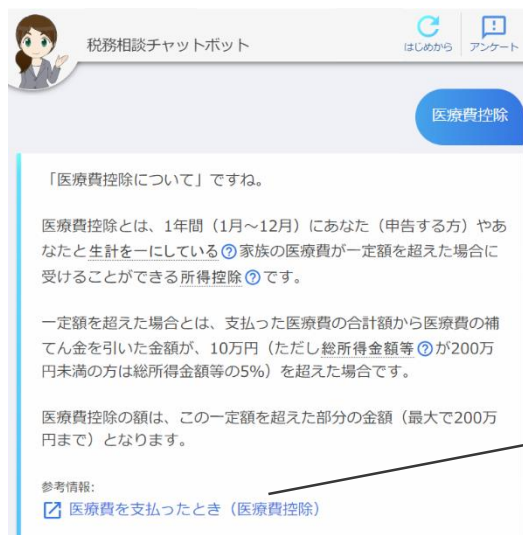 税務相談チャットボット
はじめから
アンケート
医療費控除
「医療費控除について」ですね。
医療費控除とは、1年間（1月～12月）にあなた（申告する方）やあ
なたと生計を一にしている?家族の医療費が一定額を超えた場合に
受けることができる所得控除?です。
一定額を超えた場合とは、支払った医療費の合計額から医療費の補
てん金を引いた金額が、10万円（ただし総所得金額等?が200万
円未満の方は総所得金額等の5%）を超えた場合です。
医療費控除の額は、この一定額を超えた部分の金額（最大で200万
円まで）となります。
参考情報:
医療費を支払ったとき（医療費控除）